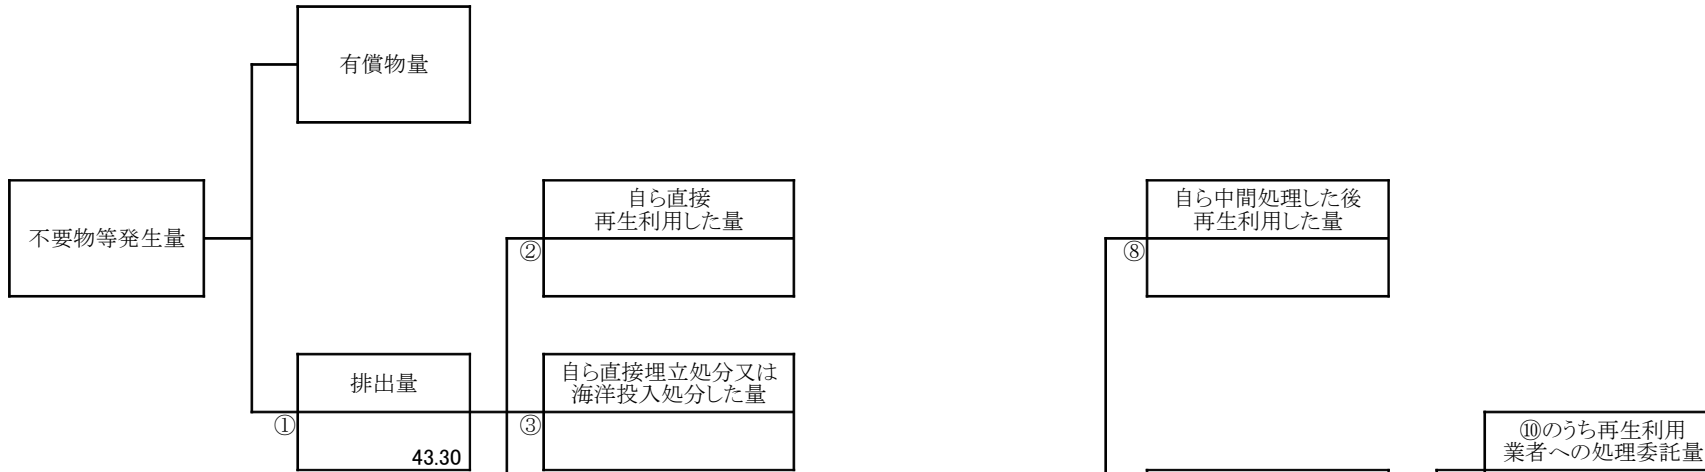 有償物量
不要物等発生量
自ら直接
再生利用した量
②
自ら中間処理した後
再生利用した量
⑧
排出量
①
43.30
自ら直接埋立処分又は
海洋投入処分した量
③
⑩のうち再生利用
業者への処理委託量